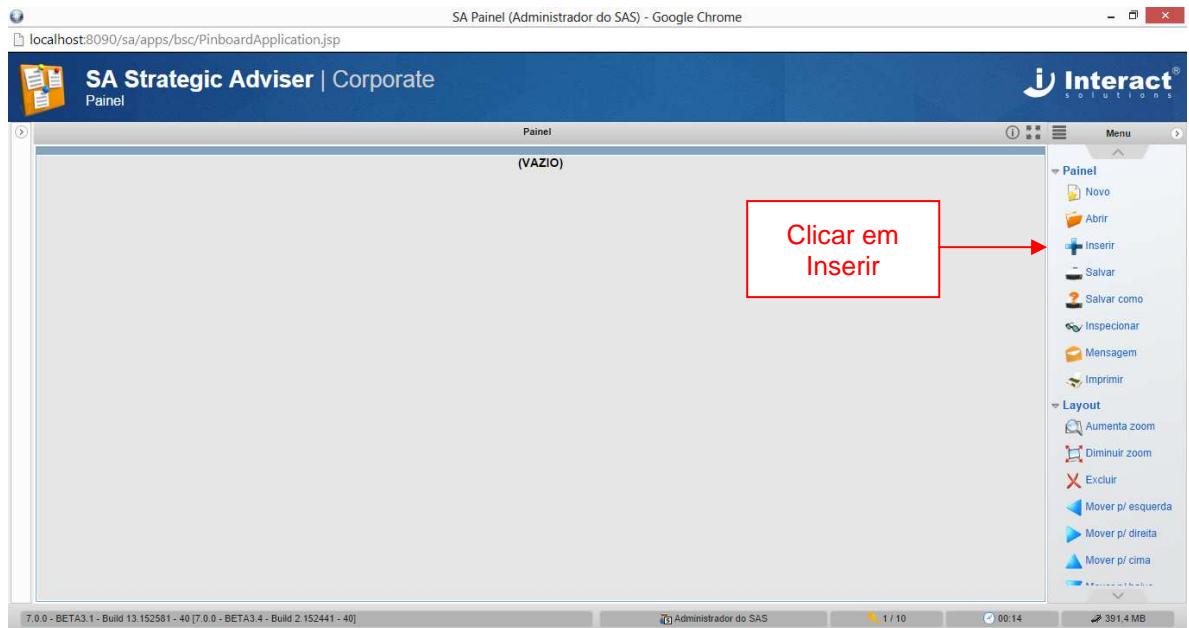 SA Painel (Administrador do SAS) - Google Chrome
localhost:8090/sa/apps/bsc/PinboardApplication.jsp
SA Strategic Adviser | Corporate
Painel
Interact®
solutions
Painel
Menu
(VAZIO)
Painel
Novo
Abrir
Clicar em
Inserir
Inserir
Salvar
Salvar como
Inspecionar
Mensagem
Imprimir
Layout
Aumenta zoom
Diminuir zoom
Excluir
Mover p/ esquerda
Mover p/ direita
Mover p/ cima
7.0.0 - BETA3.1 - Build 13.152581 - 40 [7.0.0 - BETA3.4 - Build 2.152441 - 40]
Administrador do SAS
1 / 10
00:14
391,4 MB